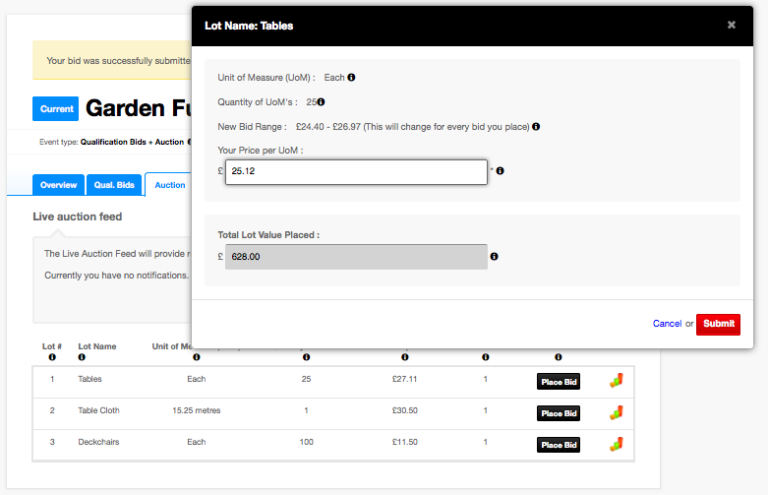 Lot Name: Tables
Unit of Measure (UoM) : Each
Quantity of UoM's : 25
New Bid Range : £24.40 - £26.97 (This will change for every bid you place)
Your Price per UoM :
£ 25.12 *
Total Lot Value Placed :
£ 628.00
Cancel or Submit
Your bid was successfully submitte
Current Garden Fu
Event type: Qualification Bids + Auction
Overview Qual. Bids Auction
Live auction feed
The Live Auction Feed will provide r
Currently you have no notifications.
Lot # Lot Name Unit of Me
1 Tables Each 25 £27.11 1 Place Bid
2 Table Cloth 15.25 metres 1 £30.50 1 Place Bid
3 Deckchairs Each 100 £11.50 1 Place Bid